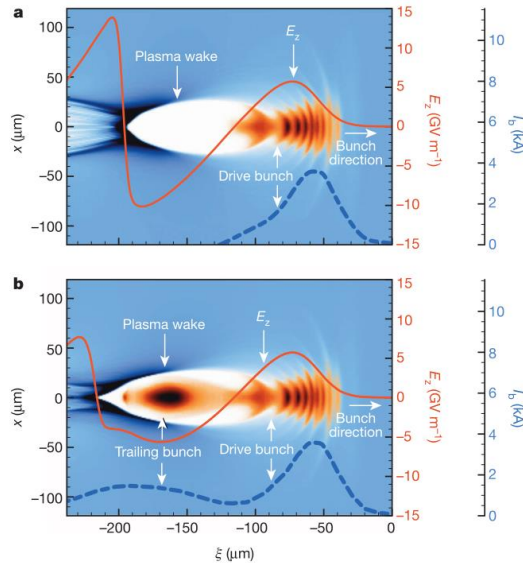 a
100
50
0
−50
−100
x (μm)
Plasma wake
E_z
Drive bunch
Bunch
direction
15
10
5
0
−5
−10
−15
E_z (GV m⁻¹)
10
8
6
4
2
0
I_b (kA)
b
100
50
0
−50
−100
x (μm)
Plasma wake
E_z
Trailing bunch
Drive bunch
Bunch
direction
15
10
5
0
−5
−10
−15
E_z (GV m⁻¹)
10
8
6
4
2
0
I_b (kA)
−200 −150 −100 −50 0
ξ (μm)